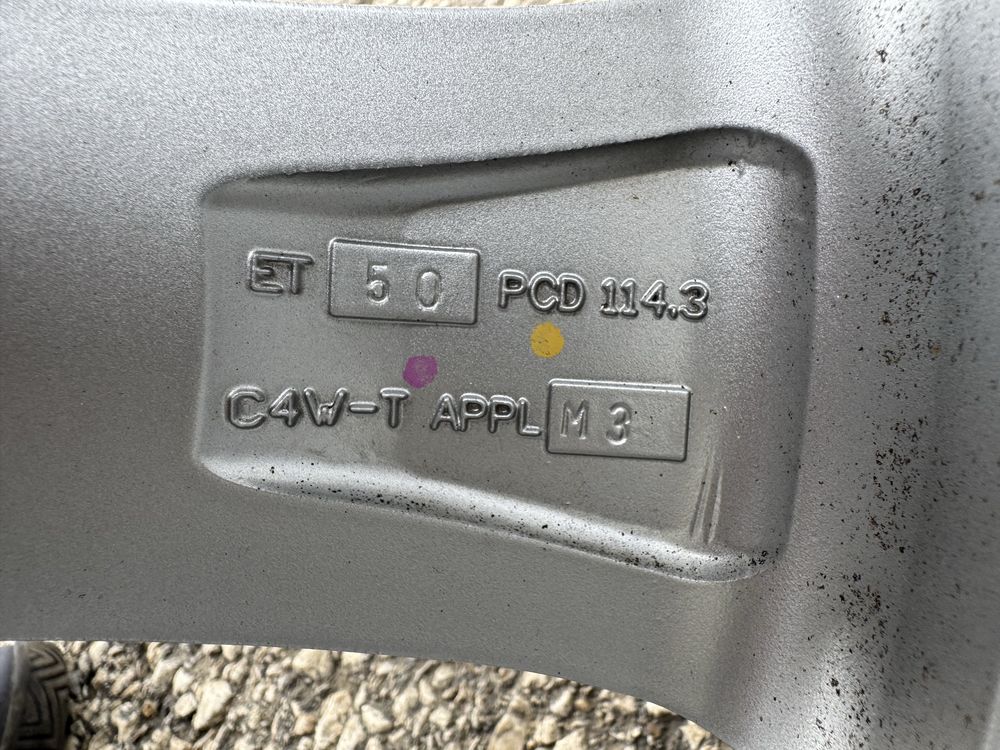 ET 50 PCD 114.3
C4W-T APPL M3